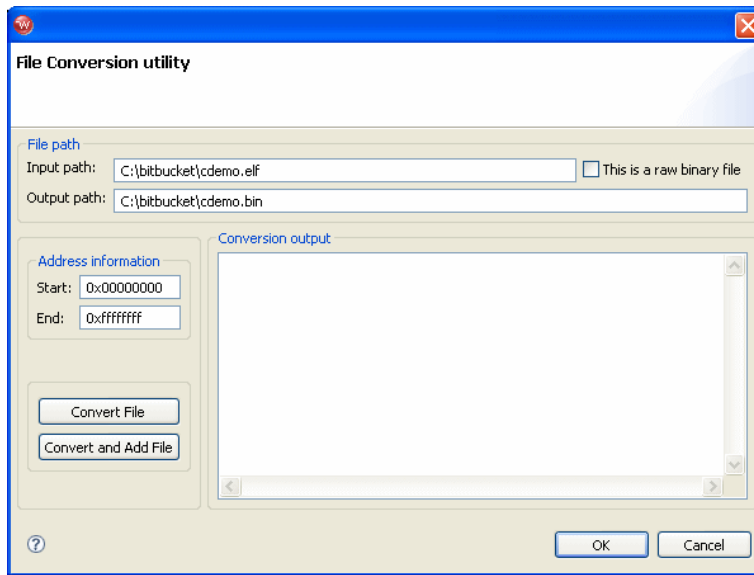 W
File Conversion utility
File path
Input path: C:\bitbucket\cdemo.elf This is a raw binary file
Output path: C:\bitbucket\cdemo.bin
Conversion output
Address information
Start: 0x00000000
End: 0xffffffff
Convert File
Convert and Add File
? OK Cancel